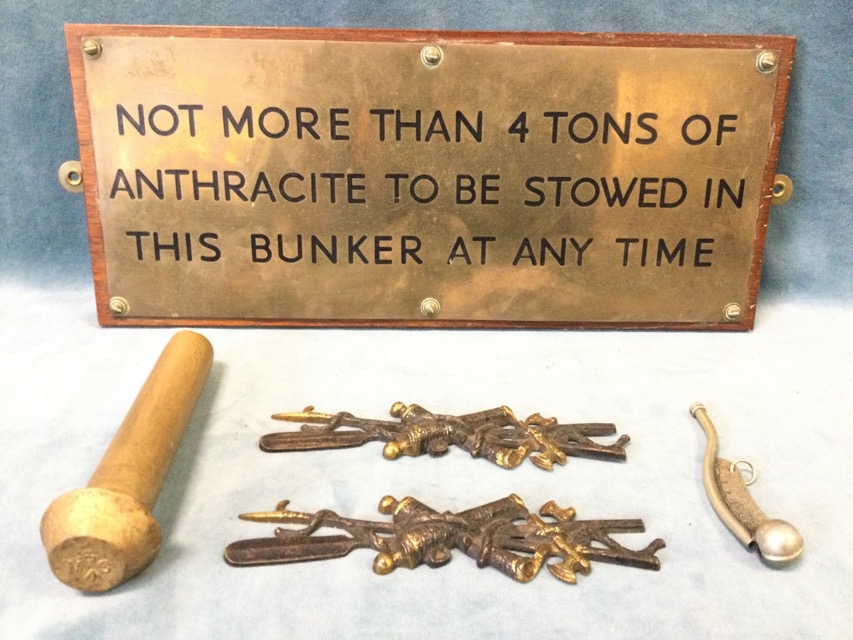 NOT MORE THAN 4 TONS OF
ANTHRACITE TO BE STOWED IN
THIS BUNKER AT ANY TIME